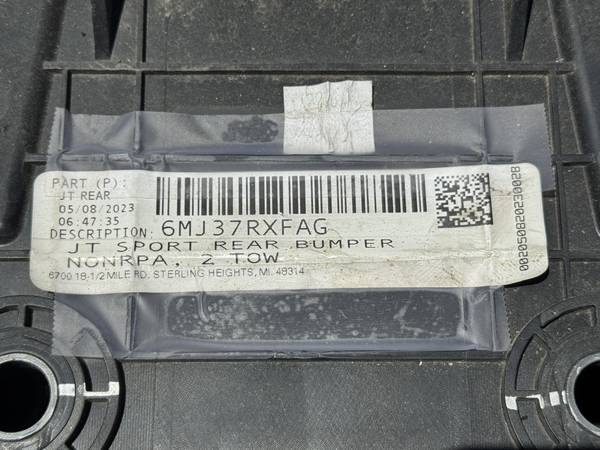 PART (P):
JT REAR
05/08/2023
06:47:35
6MJ37RXFAG
DESCRIPTION:
JT SPORT REAR BUMPER
NONRPA, 2 TOW
6700 18-1/2 MILE RD. STERLING HEIGHTS, MI. 48314
00205082023002B